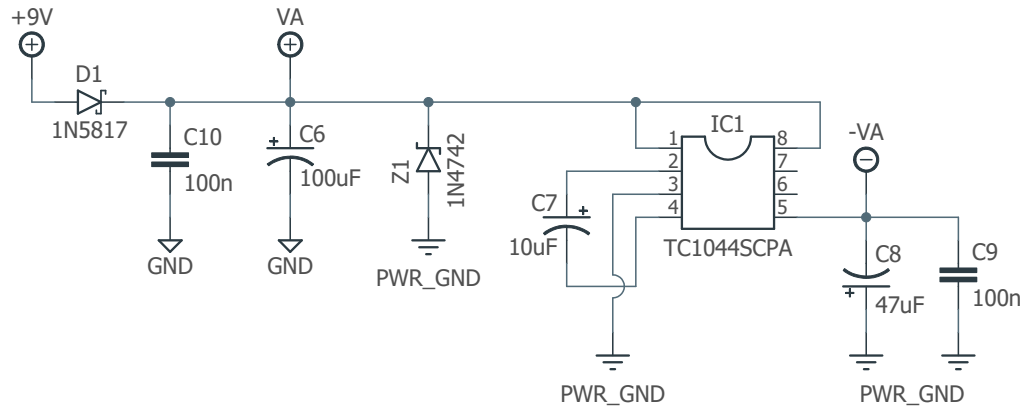 +9V
VA
D1
1N5817
C10
100n
C6
100uF
Z1
1N4742
IC1
1
2
3
4
8
7
6
5
TC1044SCPA
C7
10uF
-VA
C8
47uF
C9
100n
GND
GND
PWR_GND
PWR_GND
PWR_GND